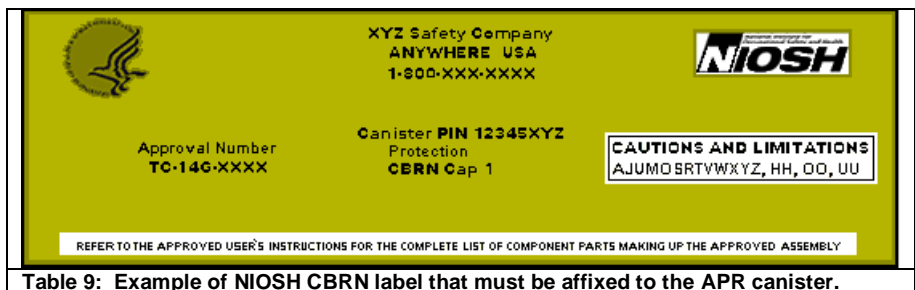 XYZ Safety Company
ANYWHERE USA
1-800-XXX-XXXX
NIOSH
Canister PIN 12345XYZ
Approval Number
Protection
TC-14G-XXXX
CBRN Cap 1
CAUTIONS AND LIMITATIONS
AJUMOSRTVWXYZ, HH, OO, UU
REFER TO THE APPROVED USER'S INSTRUCTIONS FOR THE COMPLETE LIST OF COMPONENT PARTS MAKING UP THE APPROVED ASSEMBLY
Table 9: Example of NIOSH CBRN label that must be affixed to the APR canister.